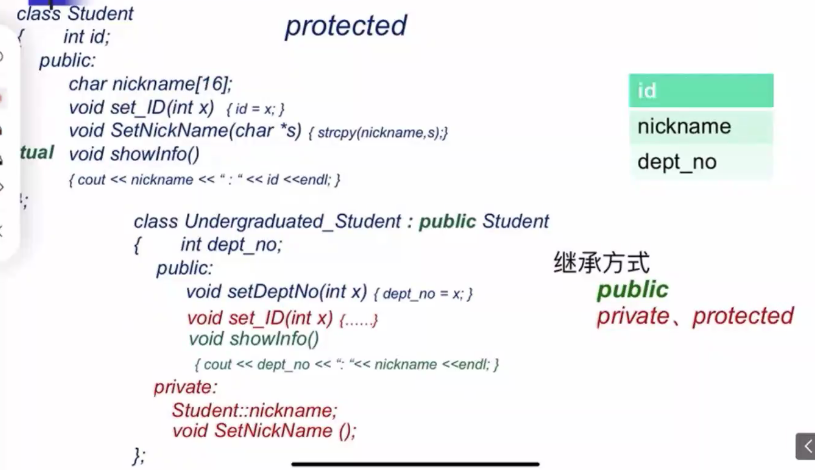 class Student
{ int id;
protected
public:
char nickname[16];
void set_ID(int x) { id = x; }
void SetNickName(char *s) { strcpy(nickname,s);}
tual void showInfo()
{ cout << nickname << “ : “ << id <<endl; }
};
id
nickname
dept_no
class Undergraduated_Student : public Student
{ int dept_no;
public:
void setDeptNo(int x) { dept_no = x; }
void set_ID(int x) {......}
void showInfo()
{ cout << dept_no << “: “<< nickname <<endl; }
private:
Student::nickname;
void SetNickName ();
};
继承方式
public
private、protected